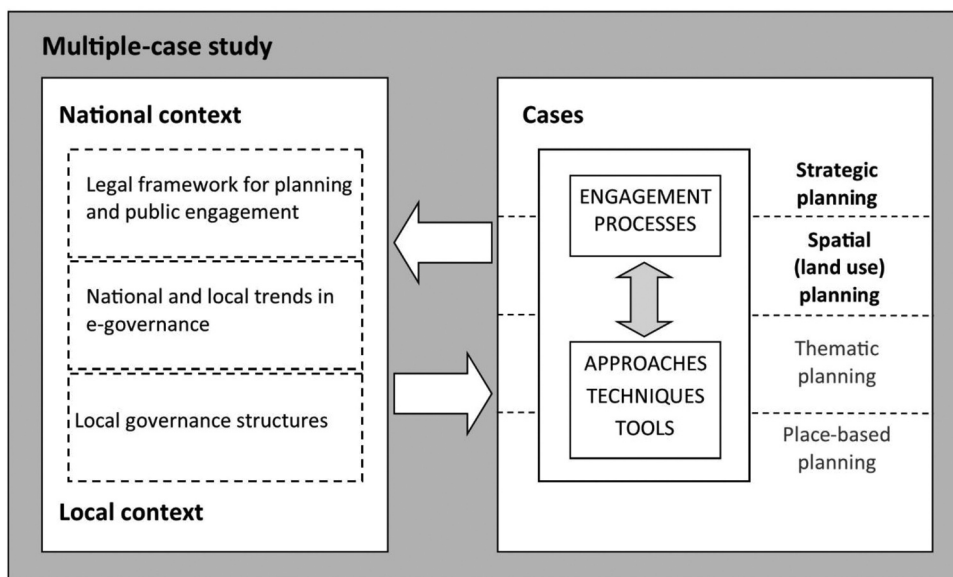 Multiple-case study
National context
Legal framework for planning
and public engagement
National and local trends in
e-governance
Local governance structures
Local context
Cases
ENGAGEMENT
PROCESSES
APPROACHES
TECHNIQUES
TOOLS
Strategic
planning
Spatial
(land use)
planning
Thematic
planning
Place-based
planning